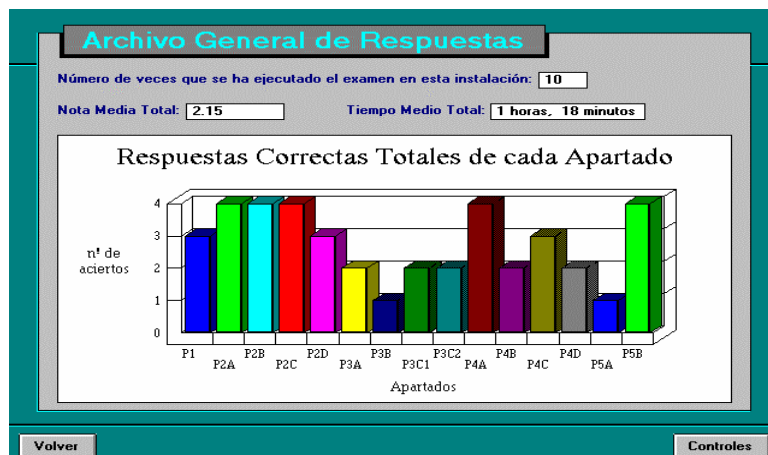 Archivo General de Respuestas
Número de veces que se ha ejecutado el examen en esta instalación: 10
Nota Media Total: 2.15 Tiempo Medio Total: 1 horas, 18 minutos
Respuestas Correctas Totales de cada Apartado
4
3
2
1
0
nº de
aciertos
P1 P2B P2D P3B P3C2 P4B P4D P5B
P2A P2C P3A P3C1 P4A P4C P5A
Apartados
Volver Controles